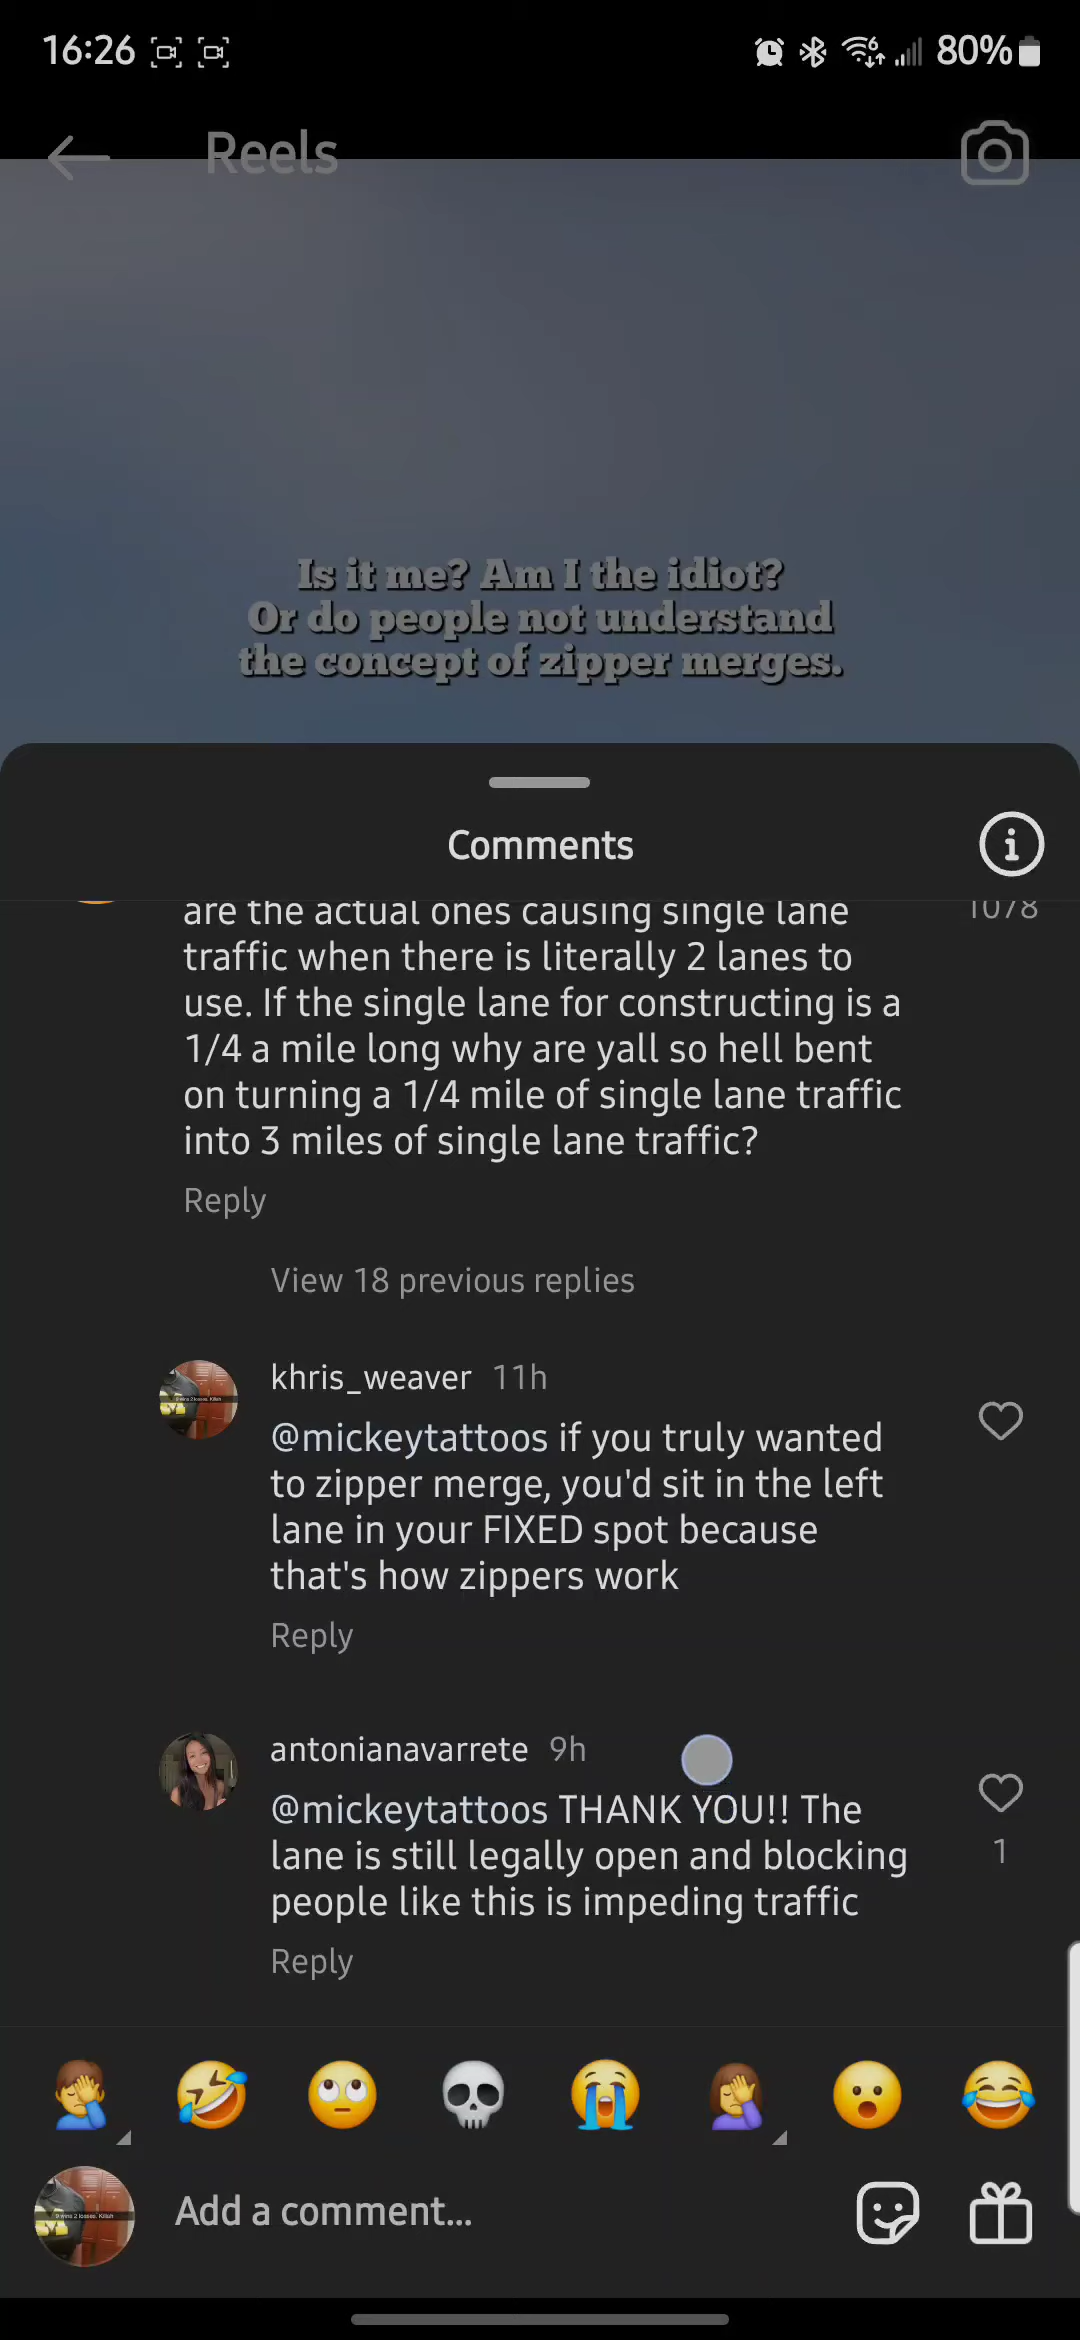 16:26
80%
Reels
Is it me? Am I the idiot?
Or do people not understand
the concept of zipper merges.
Comments
are the actual ones causing single lane
1078
traffic when there is literally 2 lanes to
use. If the single lane for constructing is a
1/4 a mile long why are yall so hell bent
on turning a 1/4 mile of single lane traffic
into 3 miles of single lane traffic?
Reply
View 18 previous replies
khris_weaver 11h
@mickeytattoos if you truly wanted
to zipper merge, you'd sit in the left
lane in your FIXED spot because
that's how zippers work
Reply
antonianavarrete 9h
@mickeytattoos THANK YOU!! The
lane is still legally open and blocking
1
people like this is impeding traffic
Reply
Add a comment...